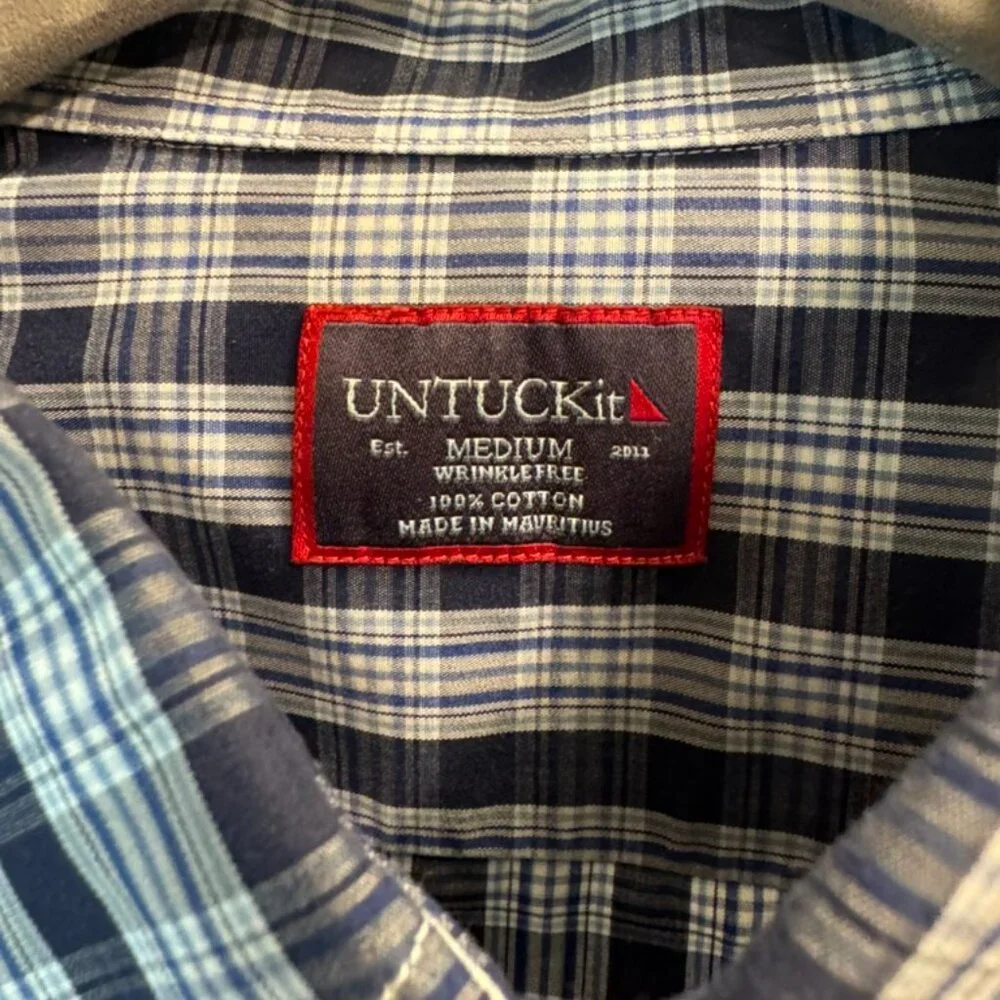 UNTUCKit
Est. MEDIUM 2011
WRINKLE FREE
100% COTTON
MADE IN MAURITIUS